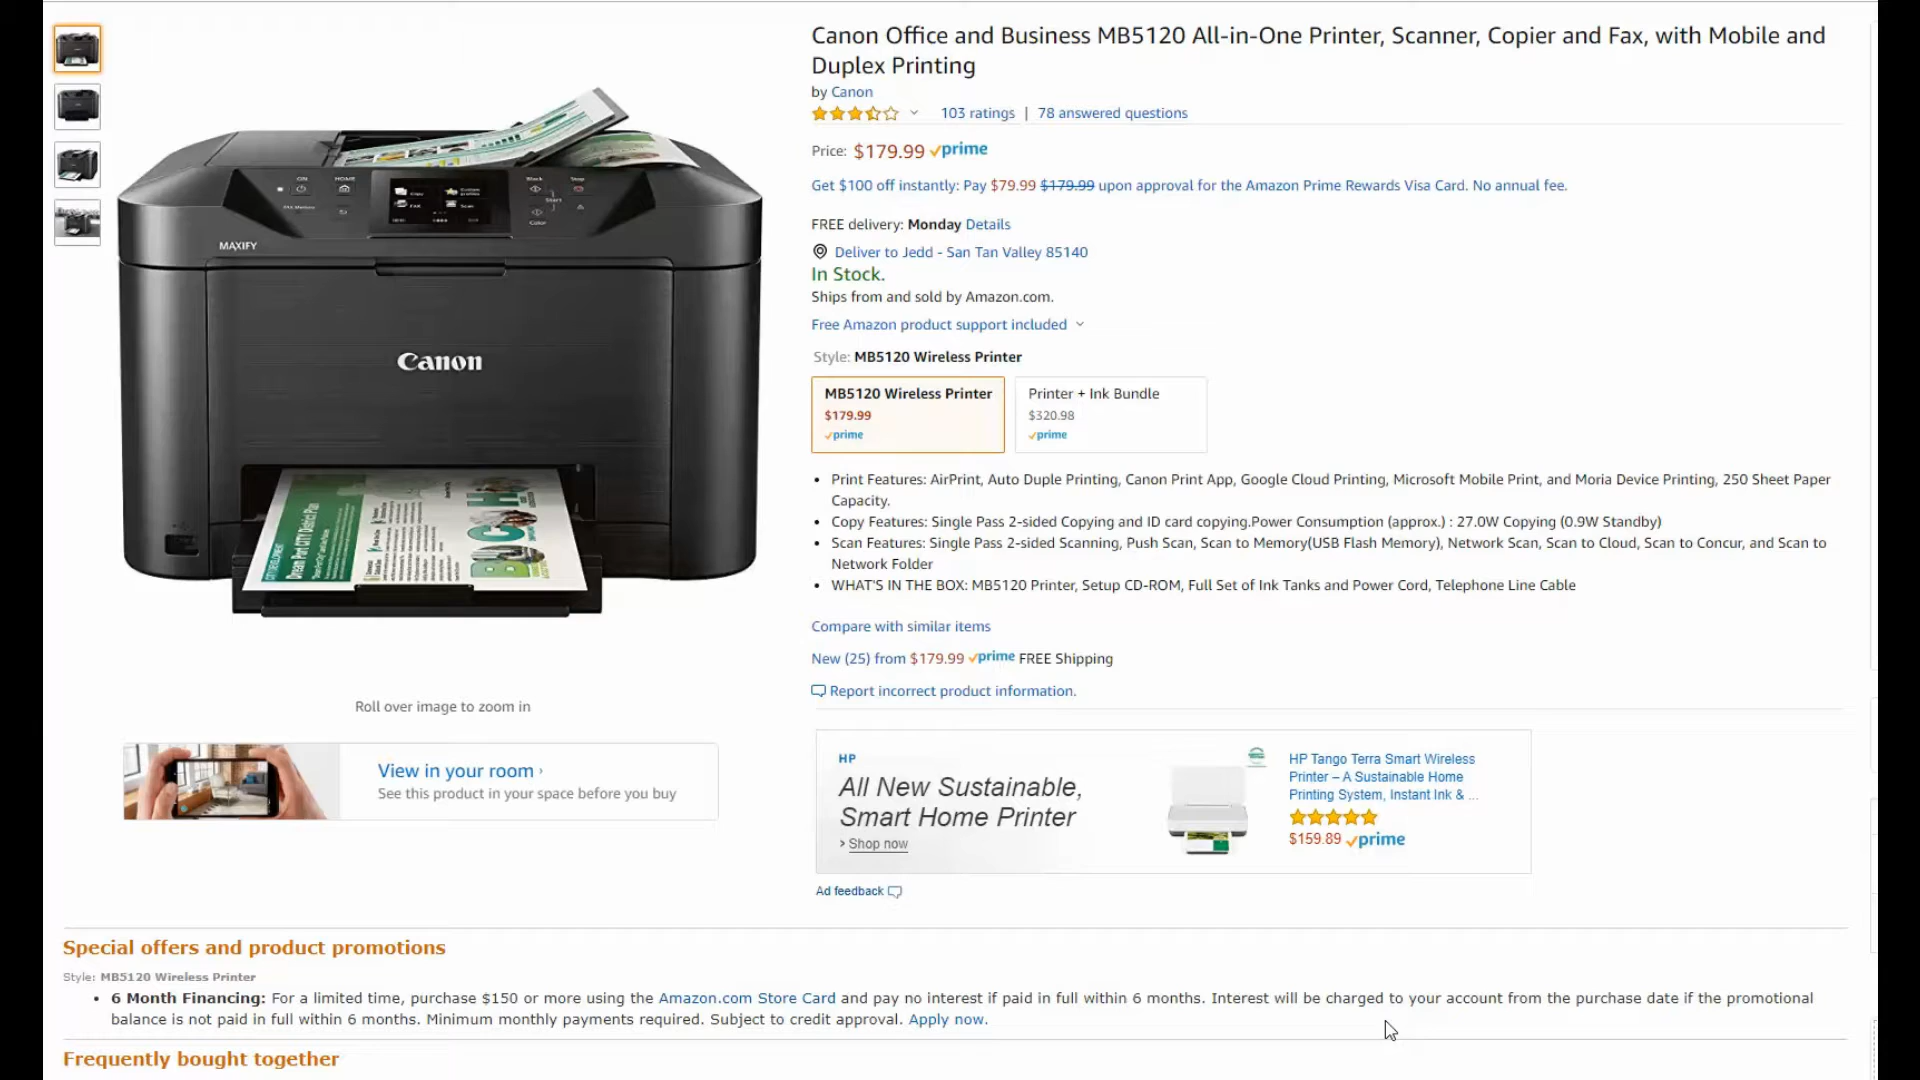 Canon Office and Business MB5120 All-in-One Printer, Scanner, Copier and Fax, with Mobile and
Duplex Printing
by Canon
103 ratings | 78 answered questions
Price: $179.99 prime
Get $100 off instantly: Pay $79.99 $179.99 upon approval for the Amazon Prime Rewards Visa Card. No annual fee.
FREE delivery: Monday Details
Deliver to Jedd - San Tan Valley 85140
In Stock.
Ships from and sold by Amazon.com.
Free Amazon product support included
Style: MB5120 Wireless Printer
MB5120 Wireless Printer
$179.99
prime
Printer + Ink Bundle
$320.98
prime
• Print Features: AirPrint, Auto Duple Printing, Canon Print App, Google Cloud Printing, Microsoft Mobile Print, and Moria Device Printing, 250 Sheet Paper
Capacity.
• Copy Features: Single Pass 2-sided Copying and ID card copying.Power Consumption (approx.) : 27.0W Copying (0.9W Standby)
• Scan Features: Single Pass 2-sided Scanning, Push Scan, Scan to Memory(USB Flash Memory), Network Scan, Scan to Cloud, Scan to Concur, and Scan to
Network Folder
• WHAT'S IN THE BOX: MB5120 Printer, Setup CD-ROM, Full Set of Ink Tanks and Power Cord, Telephone Line Cable
Compare with similar items
New (25) from $179.99 prime FREE Shipping
Report incorrect product information.
ON
HOME
Copy
FAX
Scan
Black
Stop
Start
Color
MAXIFY
Canon
Dream Port CITY District Plan
Roll over image to zoom in
View in your room ›
See this product in your space before you buy
HP
All New Sustainable,
Smart Home Printer
› Shop now
HP Tango Terra Smart Wireless
Printer – A Sustainable Home
Printing System, Instant Ink & ...
$159.89 prime
Ad feedback
Special offers and product promotions
Style: MB5120 Wireless Printer
• 6 Month Financing: For a limited time, purchase $150 or more using the Amazon.com Store Card and pay no interest if paid in full within 6 months. Interest will be charged to your account from the purchase date if the promotional
balance is not paid in full within 6 months. Minimum monthly payments required. Subject to credit approval. Apply now.
Frequently bought together